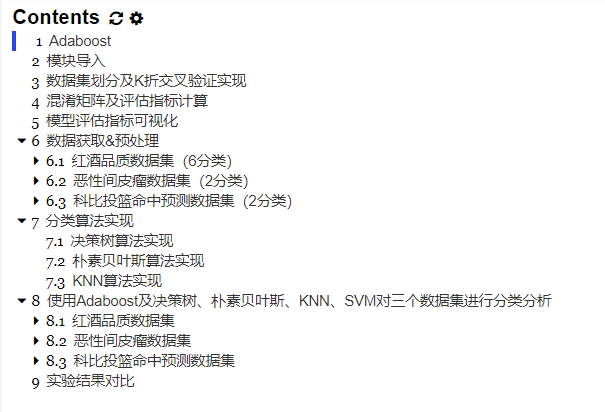 Contents
1 Adaboost
2 模块导入
3 数据集划分及K折交叉验证实现
4 混淆矩阵及评估指标计算
5 模型评估指标可视化
6 数据获取&预处理
6.1 红酒品质数据集（6分类）
6.2 恶性间皮瘤数据集（2分类）
6.3 科比投篮命中预测数据集（2分类）
7 分类算法实现
7.1 决策树算法实现
7.2 朴素贝叶斯算法实现
7.3 KNN算法实现
8 使用Adaboost及决策树、朴素贝叶斯、KNN、SVM对三个数据集进行分类分析
8.1 红酒品质数据集
8.2 恶性间皮瘤数据集
8.3 科比投篮命中预测数据集
9 实验结果对比